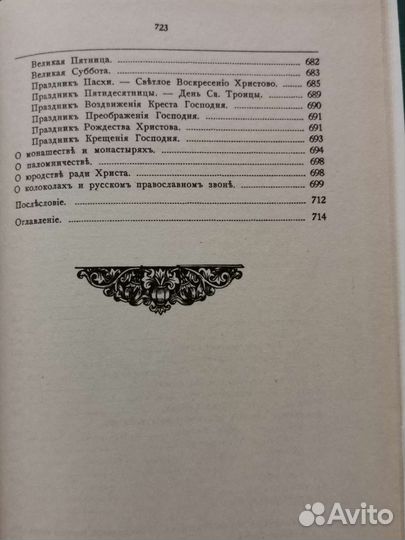 723
Великая Пятница. 682
Великая Суббота. 683
Праздникъ Пасхи. — Свѣтлое Воскресеніе Христово. 685
Праздникъ Пятидесятницы. — День Св. Троицы. 689
Праздникъ Воздвиженія Креста Господня. 690
Праздникъ Преображенія Господня. 691
Праздникъ Рождества Христова. 691
Праздникъ Крещенія Господня. 693
О монашествѣ и монастыряхъ. 694
О паломничествѣ. 698
О юродствѣ ради Христа. 698
О колоколахъ и русскомъ православномъ звонѣ. 699
Послѣсловіе. 712
Оглавленіе. 714
Avito